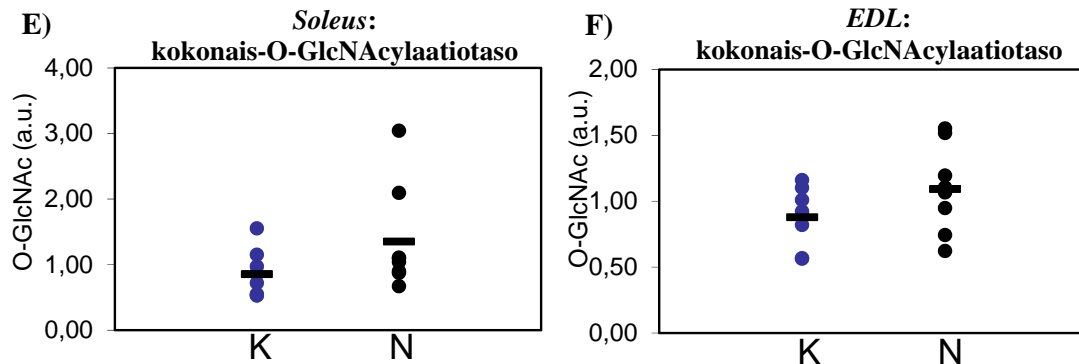 E)
Soleus:
kokonais-O-GlcNAcylaatiotaso
O-GlcNAc (a.u.)
4,00
3,00
2,00
1,00
0,00
K N
F)
EDL:
kokonais-O-GlcNAcylaatiotaso
O-GlcNAc (a.u.)
2,00
1,50
1,00
0,50
0,00
K N